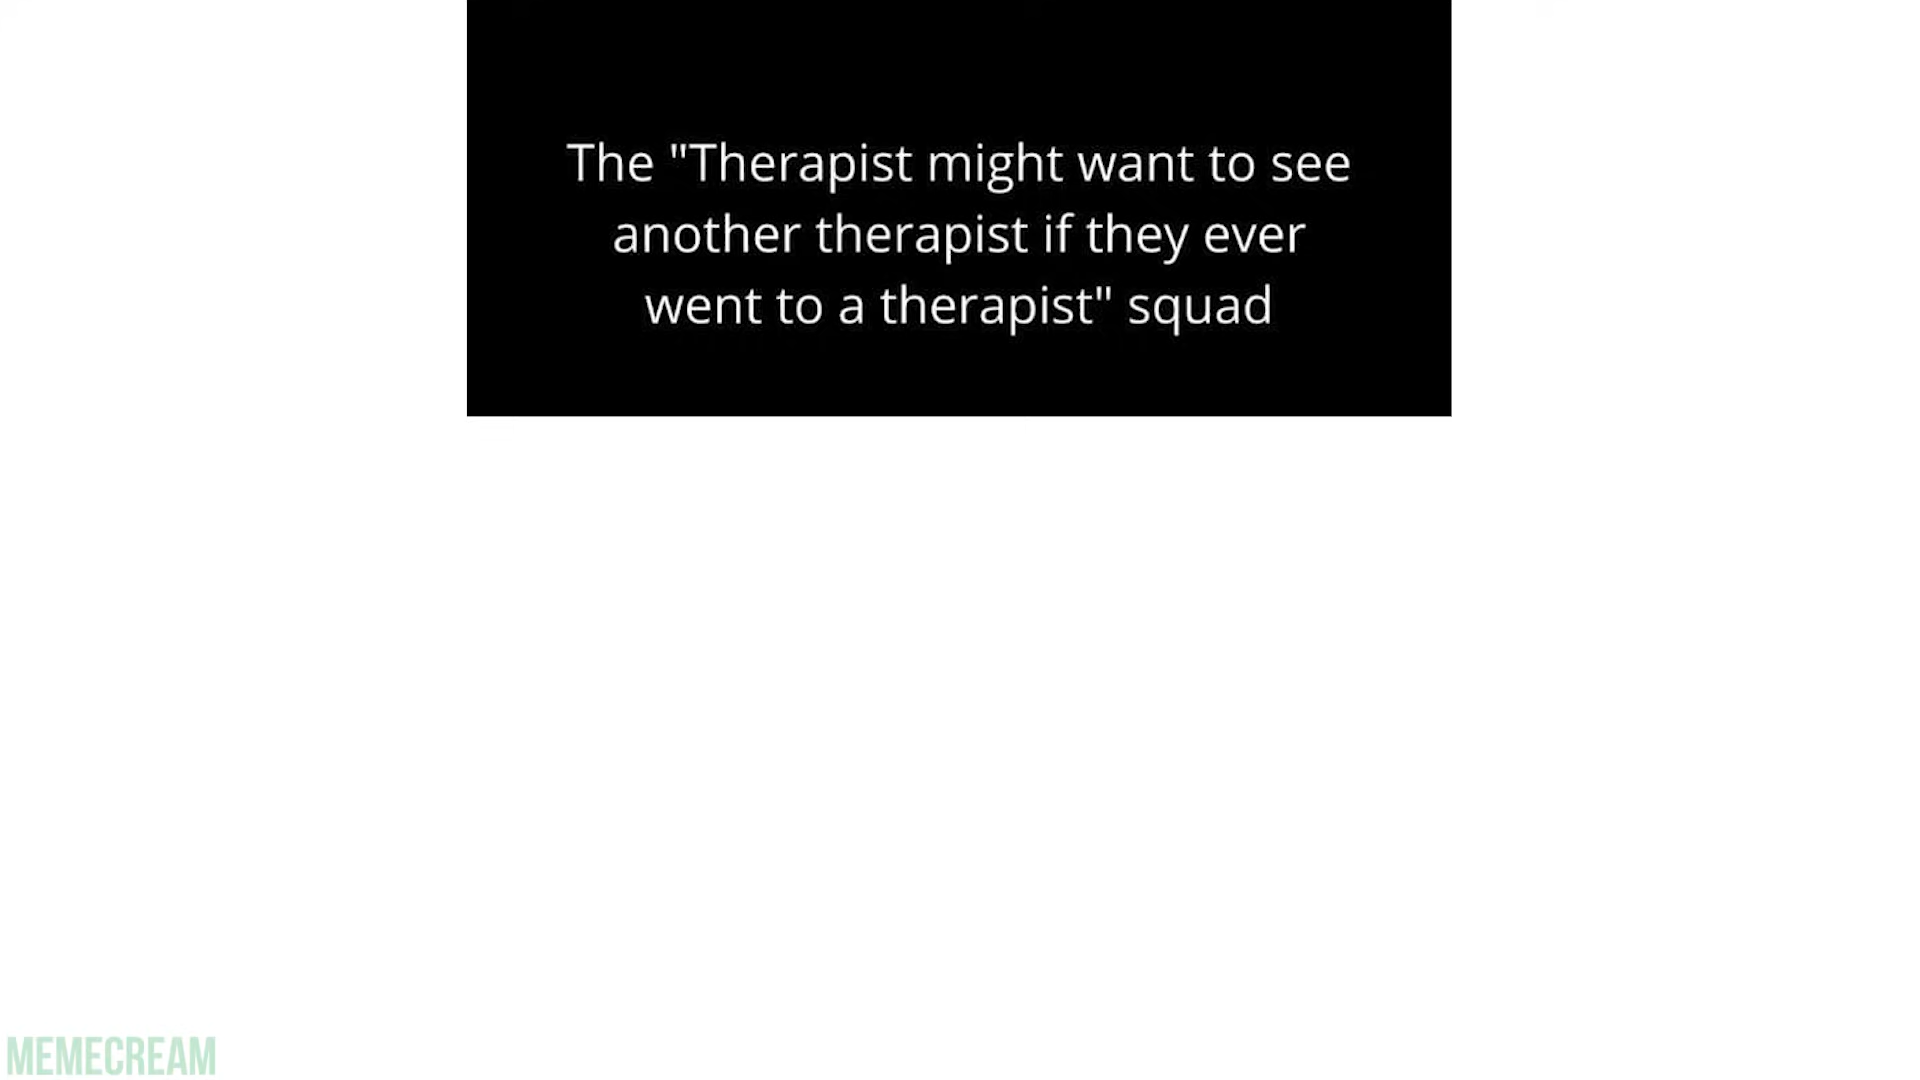 The "Therapist might want to see
another therapist if they ever
went to a therapist" squad
MEMECREAM